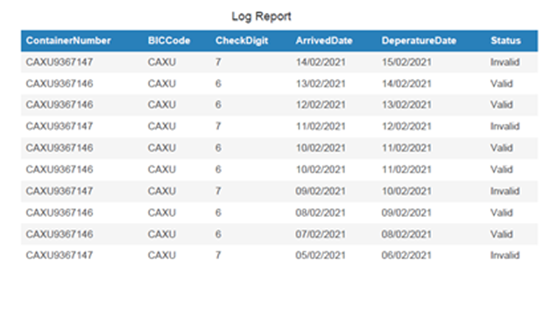 Log Report
ContainerNumber BICCode CheckDigit ArrivedDate DeperatureDate Status
CAXU9367147 CAXU 7 14/02/2021 15/02/2021 Invalid
CAXU9367146 CAXU 6 13/02/2021 14/02/2021 Valid
CAXU9367146 CAXU 6 12/02/2021 13/02/2021 Valid
CAXU9367147 CAXU 7 11/02/2021 12/02/2021 Invalid
CAXU9367146 CAXU 6 10/02/2021 11/02/2021 Valid
CAXU9367146 CAXU 6 10/02/2021 11/02/2021 Valid
CAXU9367147 CAXU 7 09/02/2021 10/02/2021 Invalid
CAXU9367146 CAXU 6 08/02/2021 09/02/2021 Valid
CAXU9367146 CAXU 6 07/02/2021 08/02/2021 Valid
CAXU9367147 CAXU 7 05/02/2021 06/02/2021 Invalid